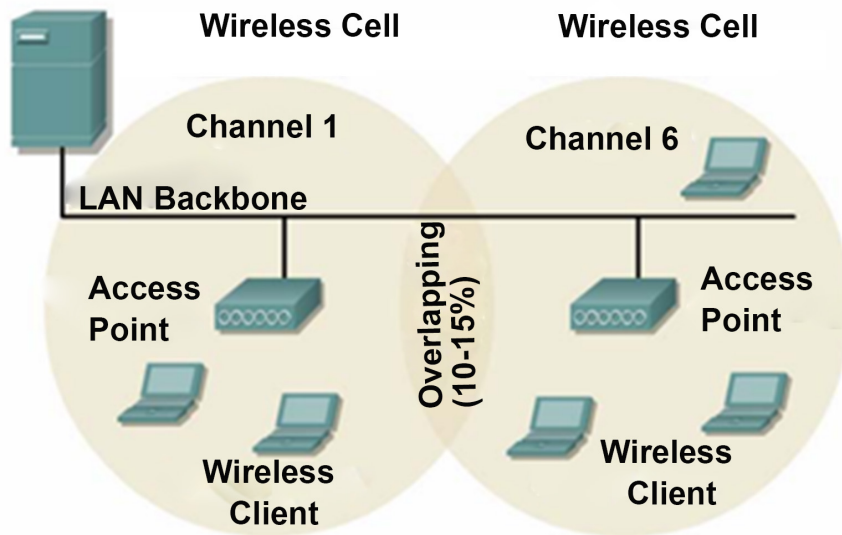 Wireless Cell
Wireless Cell
Channel 1
Channel 6
LAN Backbone
Access
Point
Overlapping
(10-15%)
Access
Point
Wireless
Client
Wireless
Client